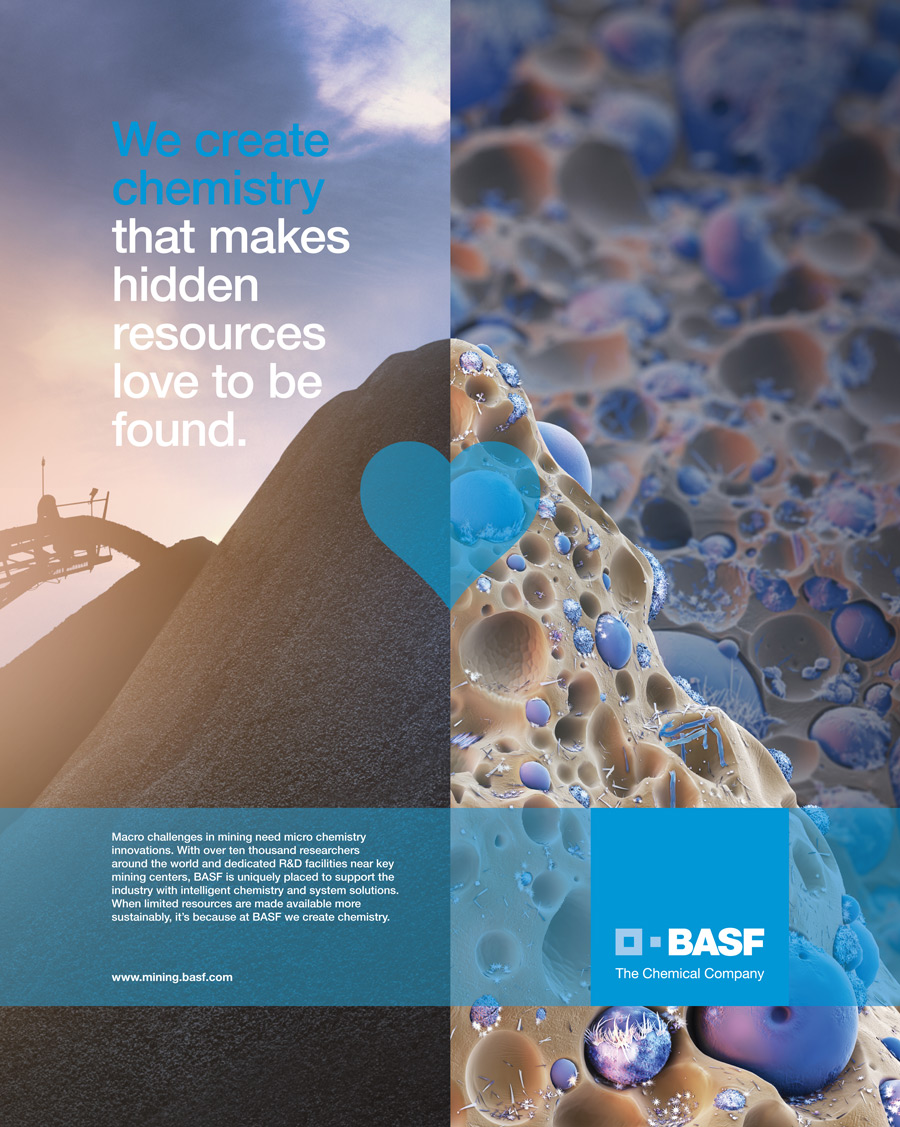 We create
chemistry
that makes
hidden
resources
love to be
found.
Macro challenges in mining need micro chemistry
innovations. With over ten thousand researchers
around the world and dedicated R&D facilities near key
mining centers, BASF is uniquely placed to support the
industry with intelligent chemistry and system solutions.
When limited resources are made available more
sustainably, it’s because at BASF we create chemistry.
www.mining.basf.com
BASF
The Chemical Company